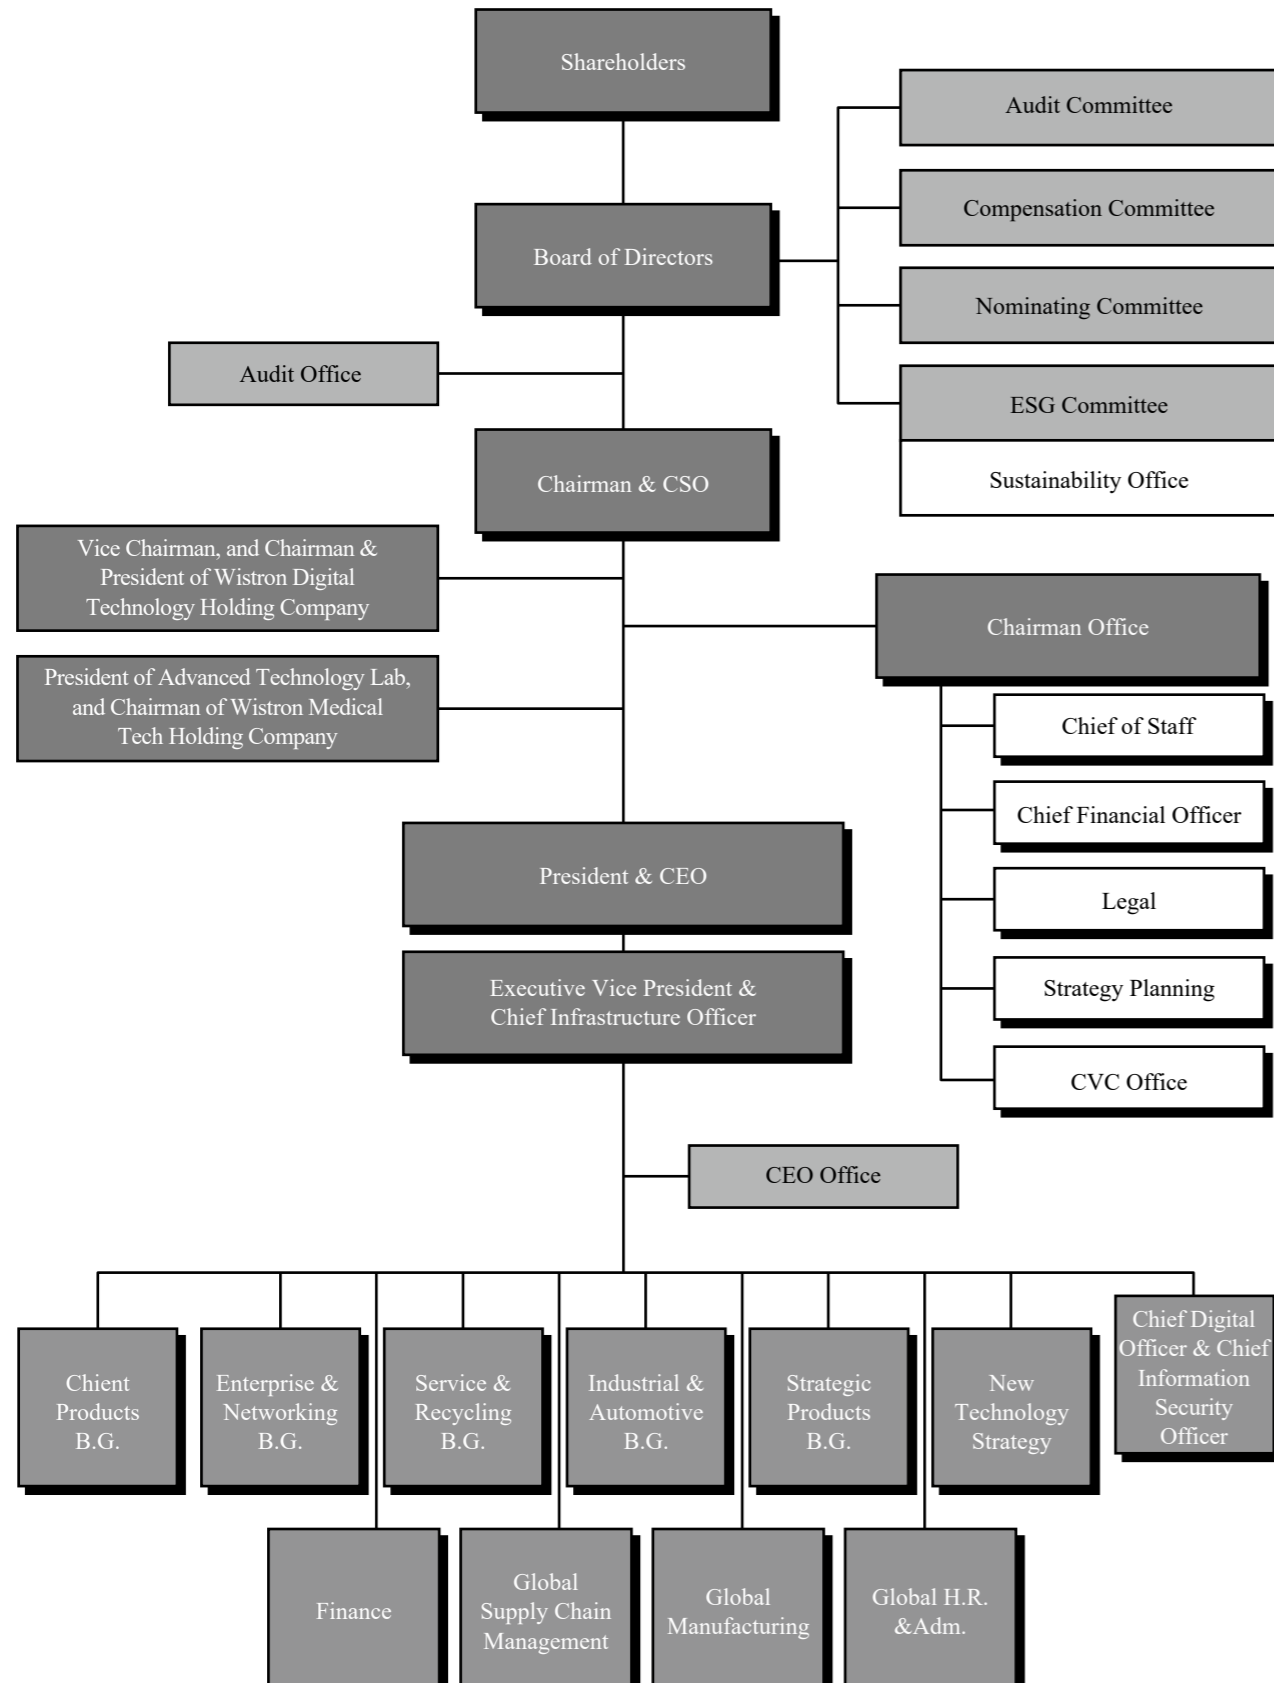 Shareholders
Audit Committee
Compensation Committee
Board of Directors
Nominating Committee
Audit Office
ESG Committee
Chairman & CSO
Sustainability Office
Vice Chairman, and Chairman &
President of Wistron Digital
Technology Holding Company
Chairman Office
President of Advanced Technology Lab,
and Chairman of Wistron Medical
Tech Holding Company
Chief of Staff
Chief Financial Officer
President & CEO
Legal
Executive Vice President &
Chief Infrastructure Officer
Strategy Planning
CVC Office
CEO Office
Chient
Products
B.G.
Enterprise &
Networking
B.G.
Service &
Recycling
B.G.
Industrial &
Automotive
B.G.
Strategic
Products
B.G.
New
Technology
Strategy
Chief Digital
Officer & Chief
Information
Security
Officer
Finance
Global
Supply Chain
Management
Global
Manufacturing
Global H.R.
&Adm.